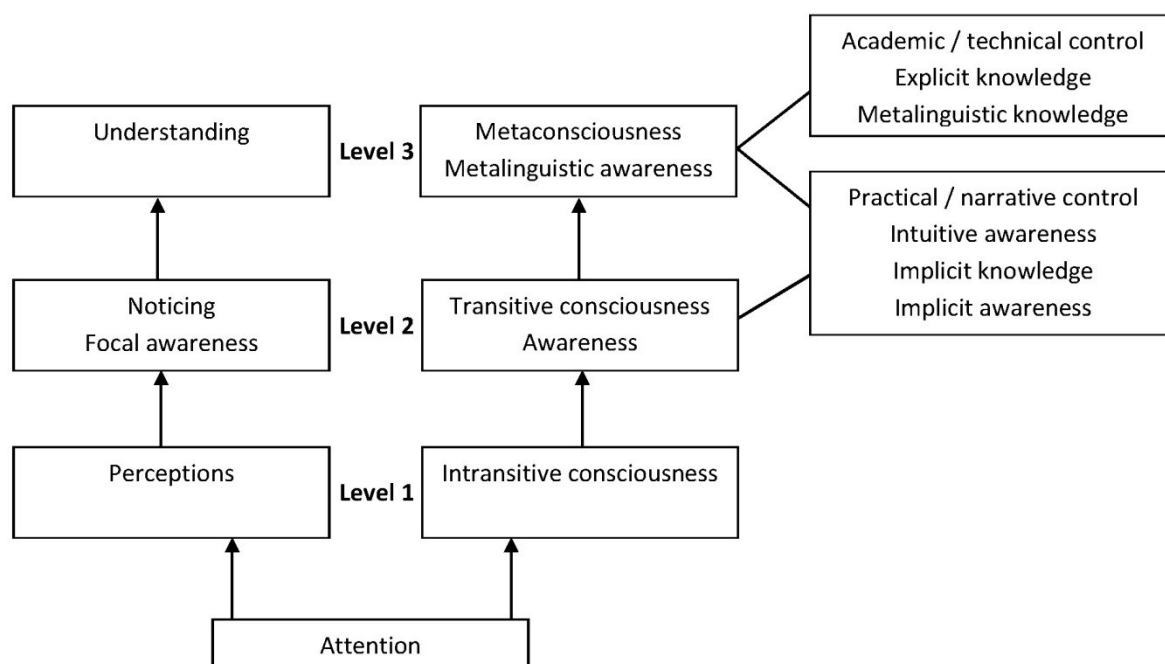 Academic / technical control
Explicit knowledge
Metalinguistic knowledge
Understanding
Level 3
Metaconsciousness
Metalinguistic awareness
Practical / narrative control
Intuitive awareness
Implicit knowledge
Implicit awareness
Noticing
Focal awareness
Level 2
Transitive consciousness
Awareness
Perceptions
Level 1
Intransitive consciousness
Attention